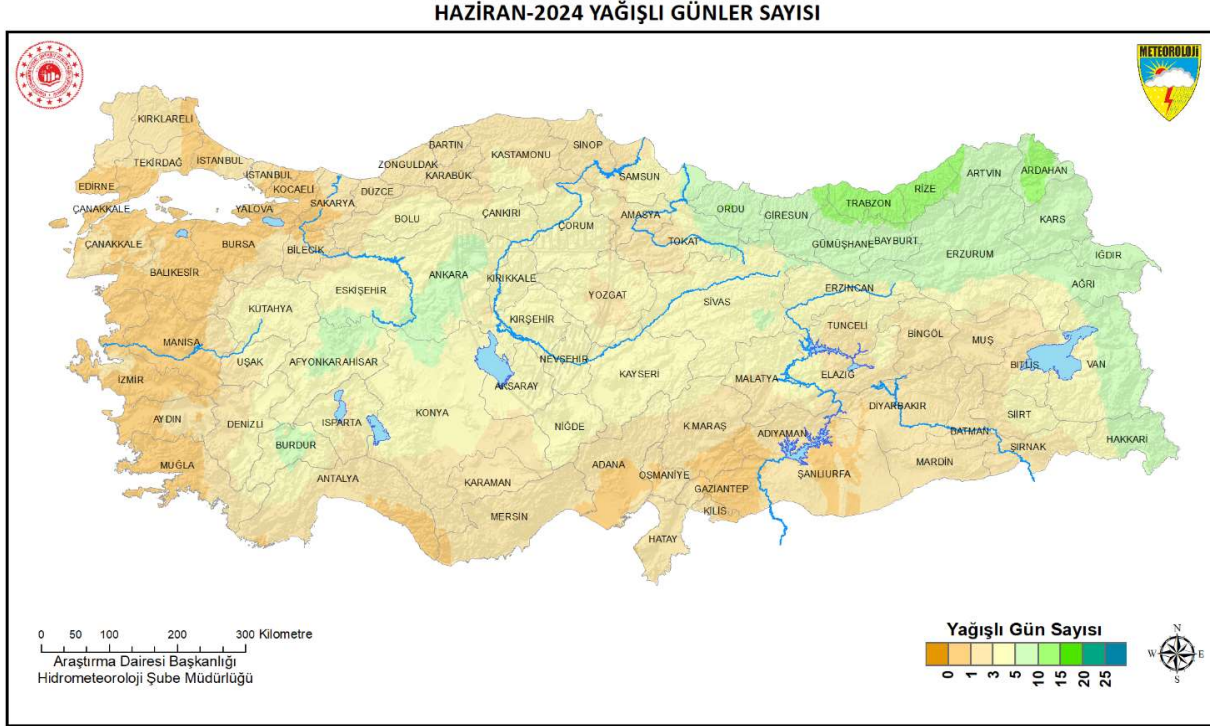 HAZİRAN-2024 YAĞIŞLI GÜNLER SAYISI
METEOROLOJİ
KIRKLARELİ
TEKİRDAĞ
İSTANBUL
İSTANBUL
EDİRNE
KOCAELİ
ÇANAKKALE
YALOVA
SAKARYA
DÜZCE
ZONGULDAK
BARTIN
KARABÜK
KASTAMONU
SİNOP
SAMSUN
ÇANAKKALE
BURSA
BİLECİK
BOLU
ÇANKIRI
ÇORUM
AMASYA
TOKAT
ORDU
GİRESUN
TRABZON
RİZE
ARTVİN
ARDAHAN
KARS
GÜMÜŞHANE
BAYBURT
ERZURUM
IĞDIR
AĞRI
BALIKESİR
ESKİŞEHİR
ANKARA
KIRIKKALE
YOZGAT
SİVAS
ERZİNCAN
KÜTAHYA
KIRŞEHİR
TUNCELİ
BİNGÖL
MUŞ
MANİSA
UŞAK
AFYONKARAHİSAR
NEVŞEHİR
KAYSERİ
MALATYA
ELAZIĞ
BİTLİS
VAN
İZMİR
AKSARAY
AYDIN
DENİZLİ
ISPARTA
KONYA
NİĞDE
K.MARAŞ
ADIYAMAN
DİYARBAKIR
BATMAN
SİİRT
ŞIRNAK
HAKKARİ
BURDUR
MUĞLA
ANTALYA
KARAMAN
ADANA
OSMANİYE
GAZİANTEP
ŞANLIURFA
MARDİN
KİLİS
MERSİN
HATAY
0 50 100 200 300 Kilometre
Araştırma Dairesi Başkanlığı
Hidrometeoroloji Şube Müdürlüğü
Yağışlı Gün Sayısı
0 1 3 5 10 15 20 25
N
W E
S